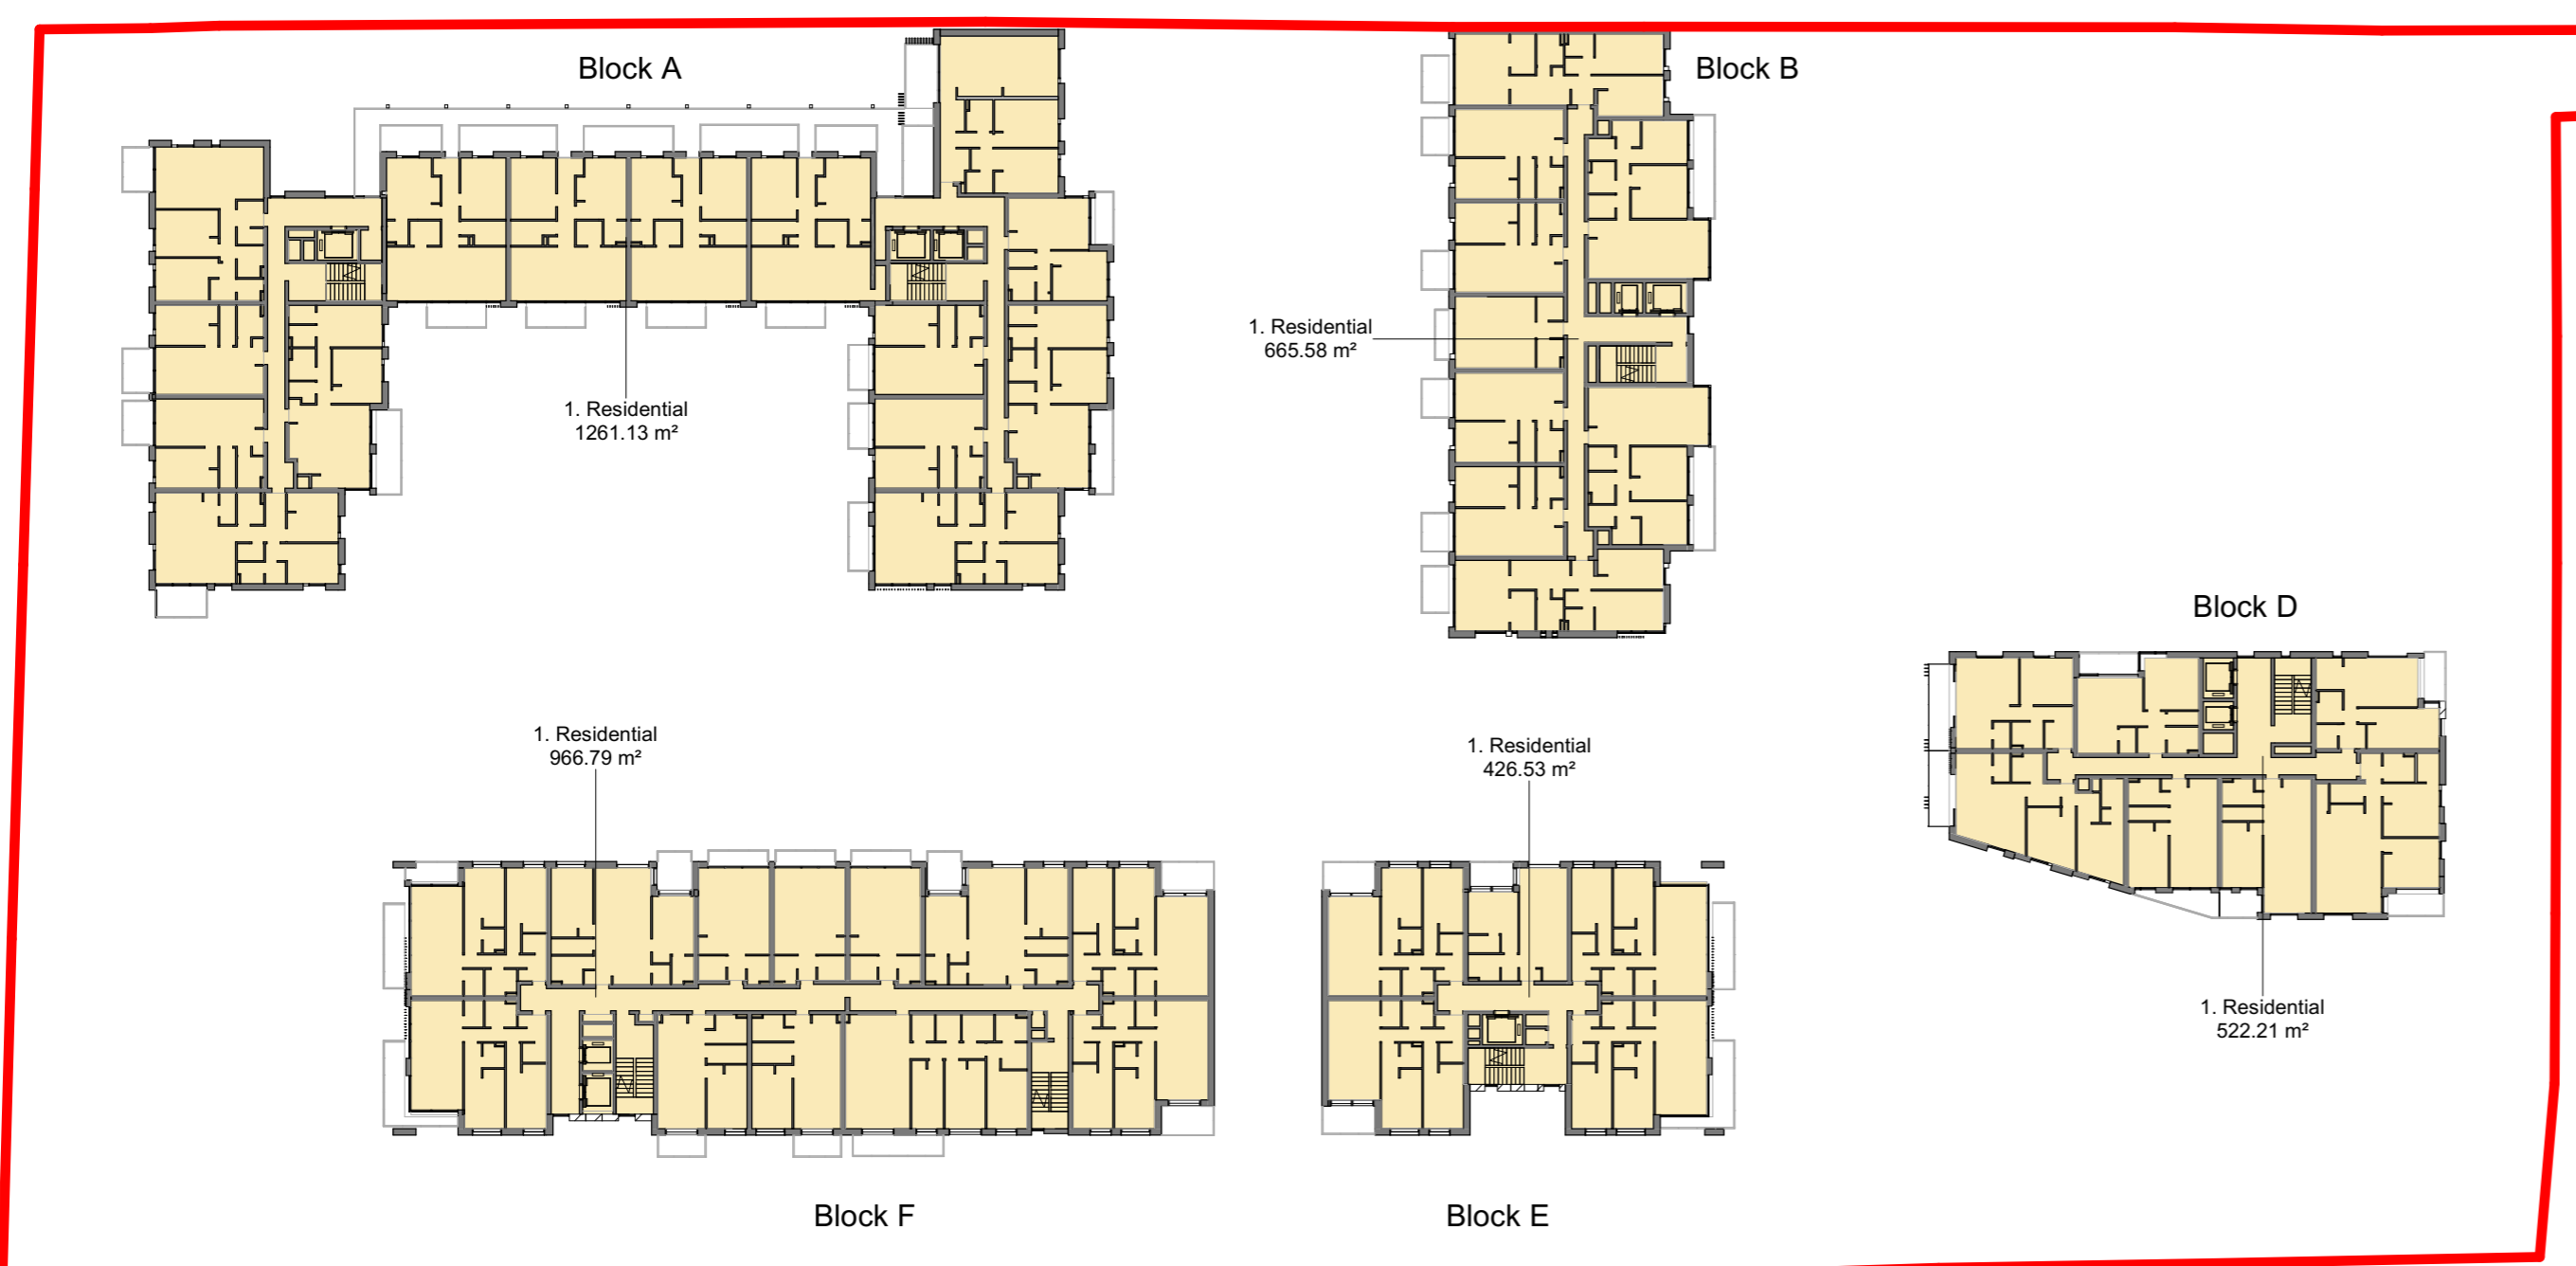 Block A
Block B
1. Residential
665.58 m²
1. Residential
1261.13 m²
Block D
1. Residential
966.79 m²
1. Residential
426.53 m²
1. Residential
522.21 m²
Block F
Block E